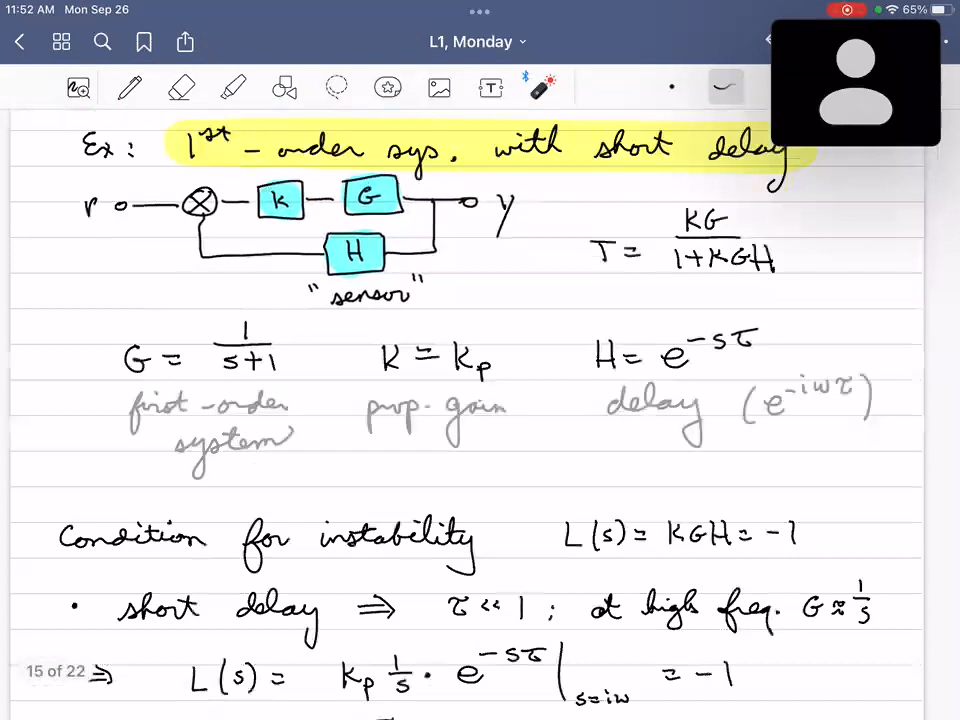 11:52 AM Mon Sep 26
65%
L1, Monday
T
Ex: 1st-order sys. with short delay
r K G y
H
"sensor"
T = KG / 1+KGH
G = 1 / s+1 K = Kp H = e^-sτ
first-order system prop. gain delay (e^-iωτ)
Condition for instability L(s) = KGH = -1
• short delay ⇒ τ << 1 ; at high freq. G ≈ 1/s
15 of 22 ⇒ L(s) = Kp 1/s · e^-sτ |s=iω = -1